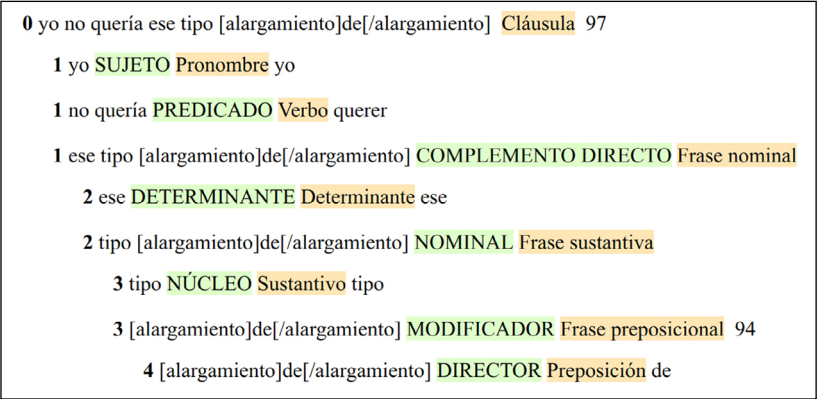 0 yo no quería ese tipo [alargamiento]de[/alargamiento] Cláusula 97
1 yo SUJETO Pronombre yo
1 no quería PREDICADO Verbo querer
1 ese tipo [alargamiento]de[/alargamiento] COMPLEMENTO DIRECTO Frase nominal
2 ese DETERMINANTE Determinante ese
2 tipo [alargamiento]de[/alargamiento] NOMINAL Frase sustantiva
3 tipo NÚCLEO Sustantivo tipo
3 [alargamiento]de[/alargamiento] MODIFICADOR Frase preposicional 94
4 [alargamiento]de[/alargamiento] DIRECTOR Preposición de